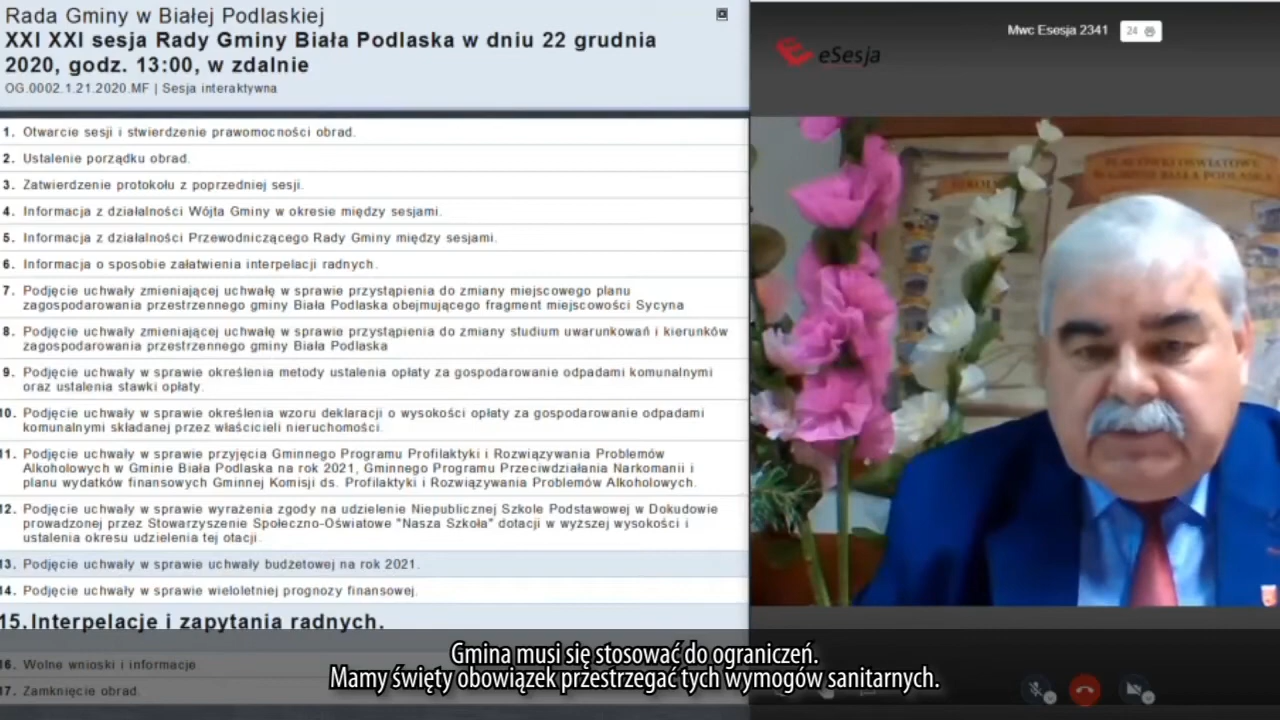 Rada Gminy w Białej Podlaskiej
XXI XXI sesja Rady Gminy Biała Podlaska w dniu 22 grudnia
2020, godz. 13:00, w zdalnie
OG.0002.1.21.2020.MF | Sesja interaktywna
1. Otwarcie sesji i stwierdzenie prawomocności obrad.
2. Ustalenie porządku obrad.
3. Zatwierdzenie protokołu z poprzedniej sesji.
4. Informacja z działalności Wójta Gminy w okresie między sesjami.
5. Informacja z działalności Przewodniczącego Rady Gminy między sesjami.
6. Informacja o sposobie załatwienia interpelacji radnych.
7. Podjęcie uchwały zmieniającej uchwałę w sprawie przystąpienia do zmiany miejscowego planu
zagospodarowania przestrzennego gminy Biała Podlaska obejmującego fragment miejscowości Sycyna
8. Podjęcie uchwały zmieniającej uchwałę w sprawie przystąpienia do zmiany studium uwarunkowań i kierunków
zagospodarowania przestrzennego gminy Biała Podlaska
9. Podjęcie uchwały w sprawie określenia metody ustalenia opłaty za gospodarowanie odpadami komunalnymi
oraz ustalenia stawki opłaty.
10. Podjęcie uchwały w sprawie określenia wzoru deklaracji o wysokości opłaty za gospodarowanie odpadami
komunalnymi składanej przez właścicieli nieruchomości.
11. Podjęcie uchwały w sprawie przyjęcia Gminnego Programu Profilaktyki i Rozwiązywania Problemów
Alkoholowych w Gminie Biała Podlaska na rok 2021, Gminnego Programu Przeciwdziałania Narkomanii i
planu wydatków finansowych Gminnej Komisji ds. Profilaktyki i Rozwiązywania Problemów Alkoholowych.
12. Podjęcie uchwały w sprawie wyrażenia zgody na udzielenie Niepublicznej Szkole Podstawowej w Dokudowie
prowadzonej przez Stowarzyszenie Społeczno-Oświatowe "Nasza Szkoła" dotacji w wyższej wysokości i
ustalenia okresu udzielenia tej otacji.
13. Podjęcie uchwały w sprawie uchwały budżetowej na rok 2021.
14. Podjęcie uchwały w sprawie wieloletniej prognozy finansowej.
15. Interpelacje i zapytania radnych.
16. Wolne wnioski i informacje
17. Zamknięcie obrad.
Mwc Esesja 2341
24
eSesja
PLACÓWKI OŚWIATOWE
W GMINIE BIAŁA PODLASKA
Gmina musi się stosować do ograniczeń.
Mamy święty obowiązek przestrzegać tych wymogów sanitarnych.